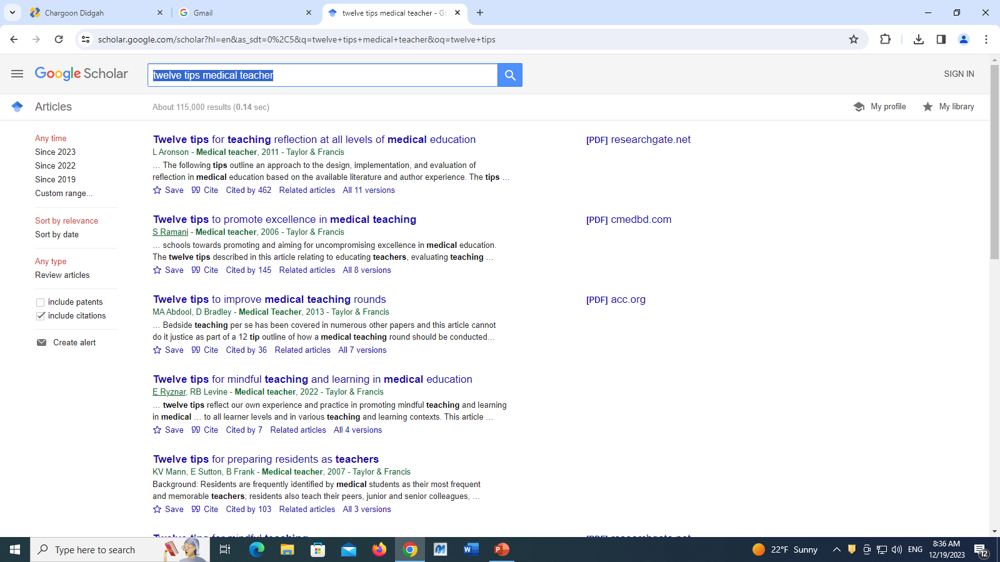 Chargoon Didgah
Gmail
twelve tips medical teacher - Go
scholar.google.com/scholar?hl=en&as_sdt=0%2C5&q=twelve+tips+medical+teacher&oq=twelve+tips
Google Scholar
twelve tips medical teacher
SIGN IN
Articles
About 115,000 results (0.14 sec)
My profile
My library
Any time
Since 2023
Since 2022
Since 2019
Custom range...
Sort by relevance
Sort by date
Any type
Review articles
include patents
include citations
Create alert
Twelve tips for teaching reflection at all levels of medical education
[PDF] researchgate.net
L Aronson - Medical teacher, 2011 - Taylor & Francis
… The following tips outline an approach to the design, implementation, and evaluation of
reflection in medical education based on the available literature and author experience. The tips …
Save Cite Cited by 462 Related articles All 11 versions
Twelve tips to promote excellence in medical teaching
[PDF] cmedbd.com
S Ramani - Medical teacher, 2006 - Taylor & Francis
… schools towards promoting and aiming for uncompromising excellence in medical education.
The twelve tips described in this article relating to educating teachers, evaluating teaching …
Save Cite Cited by 145 Related articles All 8 versions
Twelve tips to improve medical teaching rounds
[PDF] acc.org
MA Abdool, D Bradley - Medical Teacher, 2013 - Taylor & Francis
… Bedside teaching per se has been covered in numerous other papers and this article cannot
do it justice as part of a 12 tip outline of how a medical teaching round should be conducted…
Save Cite Cited by 36 Related articles All 7 versions
Twelve tips for mindful teaching and learning in medical education
E Ryznar, RB Levine - Medical teacher, 2022 - Taylor & Francis
… twelve tips reflect our own experience and practice in promoting mindful teaching and learning
in medical … to all learner levels and in various teaching and learning contexts. This article …
Save Cite Cited by 7 Related articles All 4 versions
Twelve tips for preparing residents as teachers
KV Mann, E Sutton, B Frank - Medical teacher, 2007 - Taylor & Francis
Background: Residents are frequently identified by medical students as their most frequent
and memorable teachers; residents also teach their peers, junior and senior colleagues, …
Save Cite Cited by 103 Related articles All 3 versions
Twelve tips for mindful teaching
[PDF] researchgate.net
Type here to search
22°F Sunny
ENG
8:36 AM
12/19/2023
12